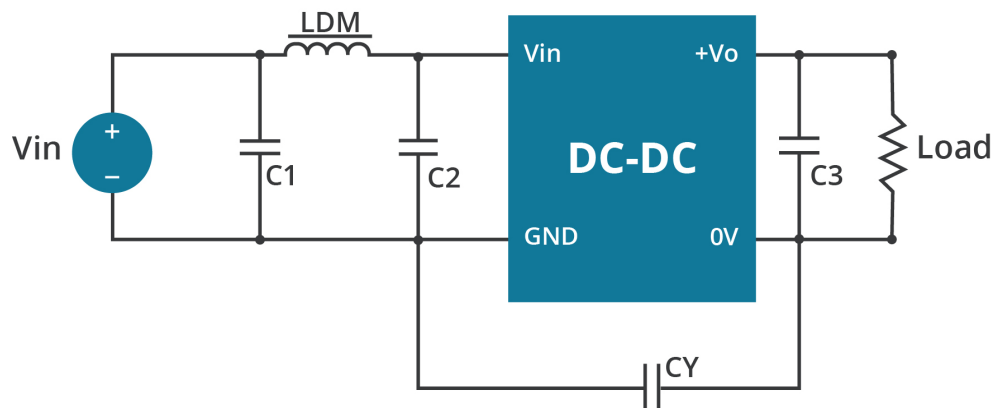 LDM
Vin
+
−
C1
C2
Vin
+Vo
DC-DC
GND
0V
C3
Load
CY